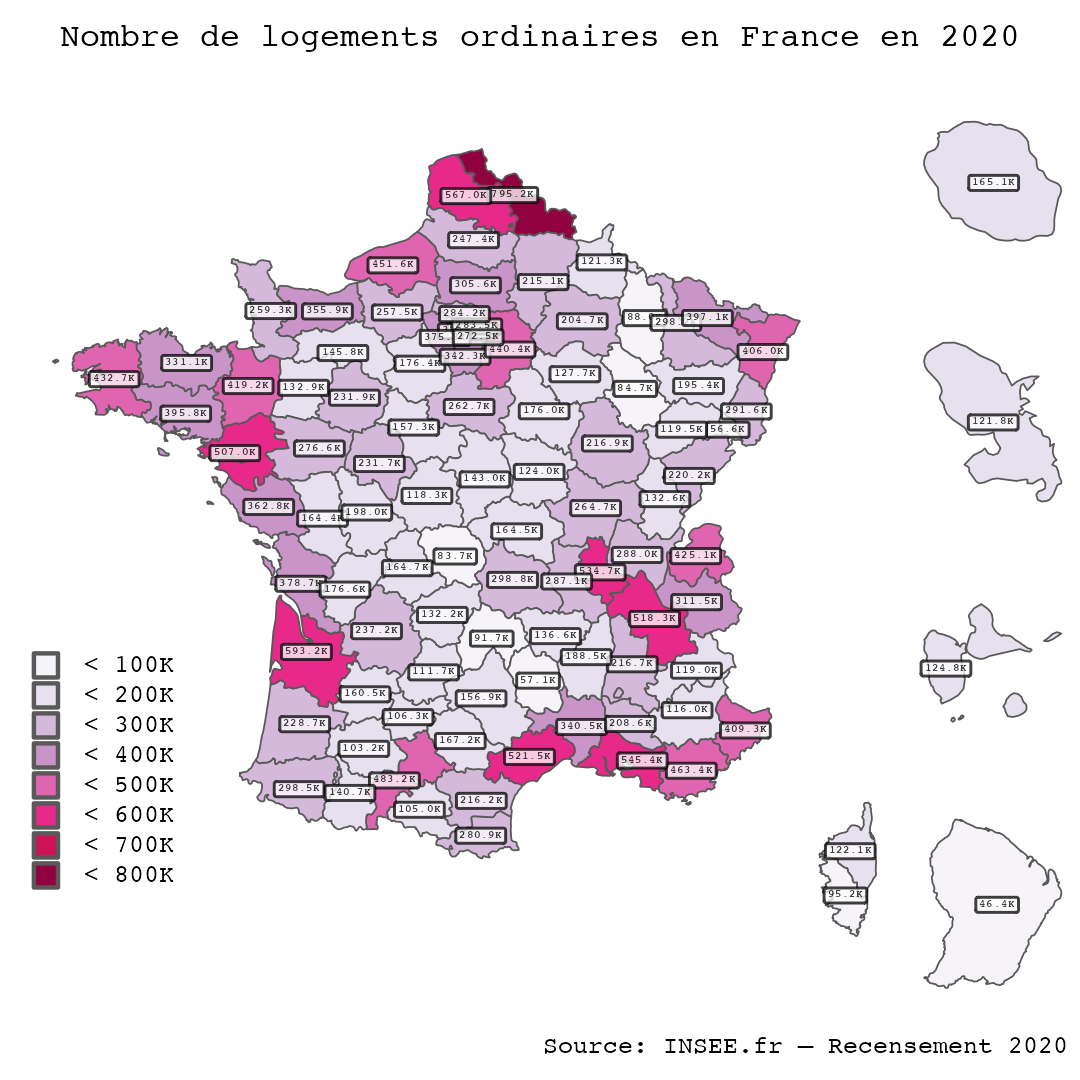 Nombre de logements ordinaires en France en 2020
165.1K
567.0K
795.2K
247.4K
451.6K
121.3K
305.6K
215.1K
259.3K
355.9K
257.5K
284.2K
204.7K
397.1K
272.5K
145.8K
342.3K
440.4K
406.0K
331.1K
176.4K
432.7K
419.2K
132.9K
127.7K
84.7K
195.4K
231.9K
395.8K
262.7K
176.0K
291.6K
121.8K
157.3K
119.5K
56.6K
507.0K
276.6K
216.9K
231.7K
143.0K
124.0K
220.2K
118.3K
132.6K
362.8K
198.0K
264.7K
164.5K
83.7K
288.0K
425.1K
164.7K
534.7K
378.7K
176.6K
298.8K
287.1K
311.5K
132.2K
518.3K
237.2K
91.7K
136.6K
593.2K
188.5K
216.7K
119.0K
124.8K
111.7K
57.1K
160.5K
156.9K
106.3K
116.0K
228.7K
340.5K
208.6K
409.3K
103.2K
167.2K
521.5K
545.4K
463.4K
483.2K
298.5K
140.7K
216.2K
105.0K
280.9K
122.1K
95.2K
46.4K
< 100K
< 200K
< 300K
< 400K
< 500K
< 600K
< 700K
< 800K
Source: INSEE.fr — Recensement 2020